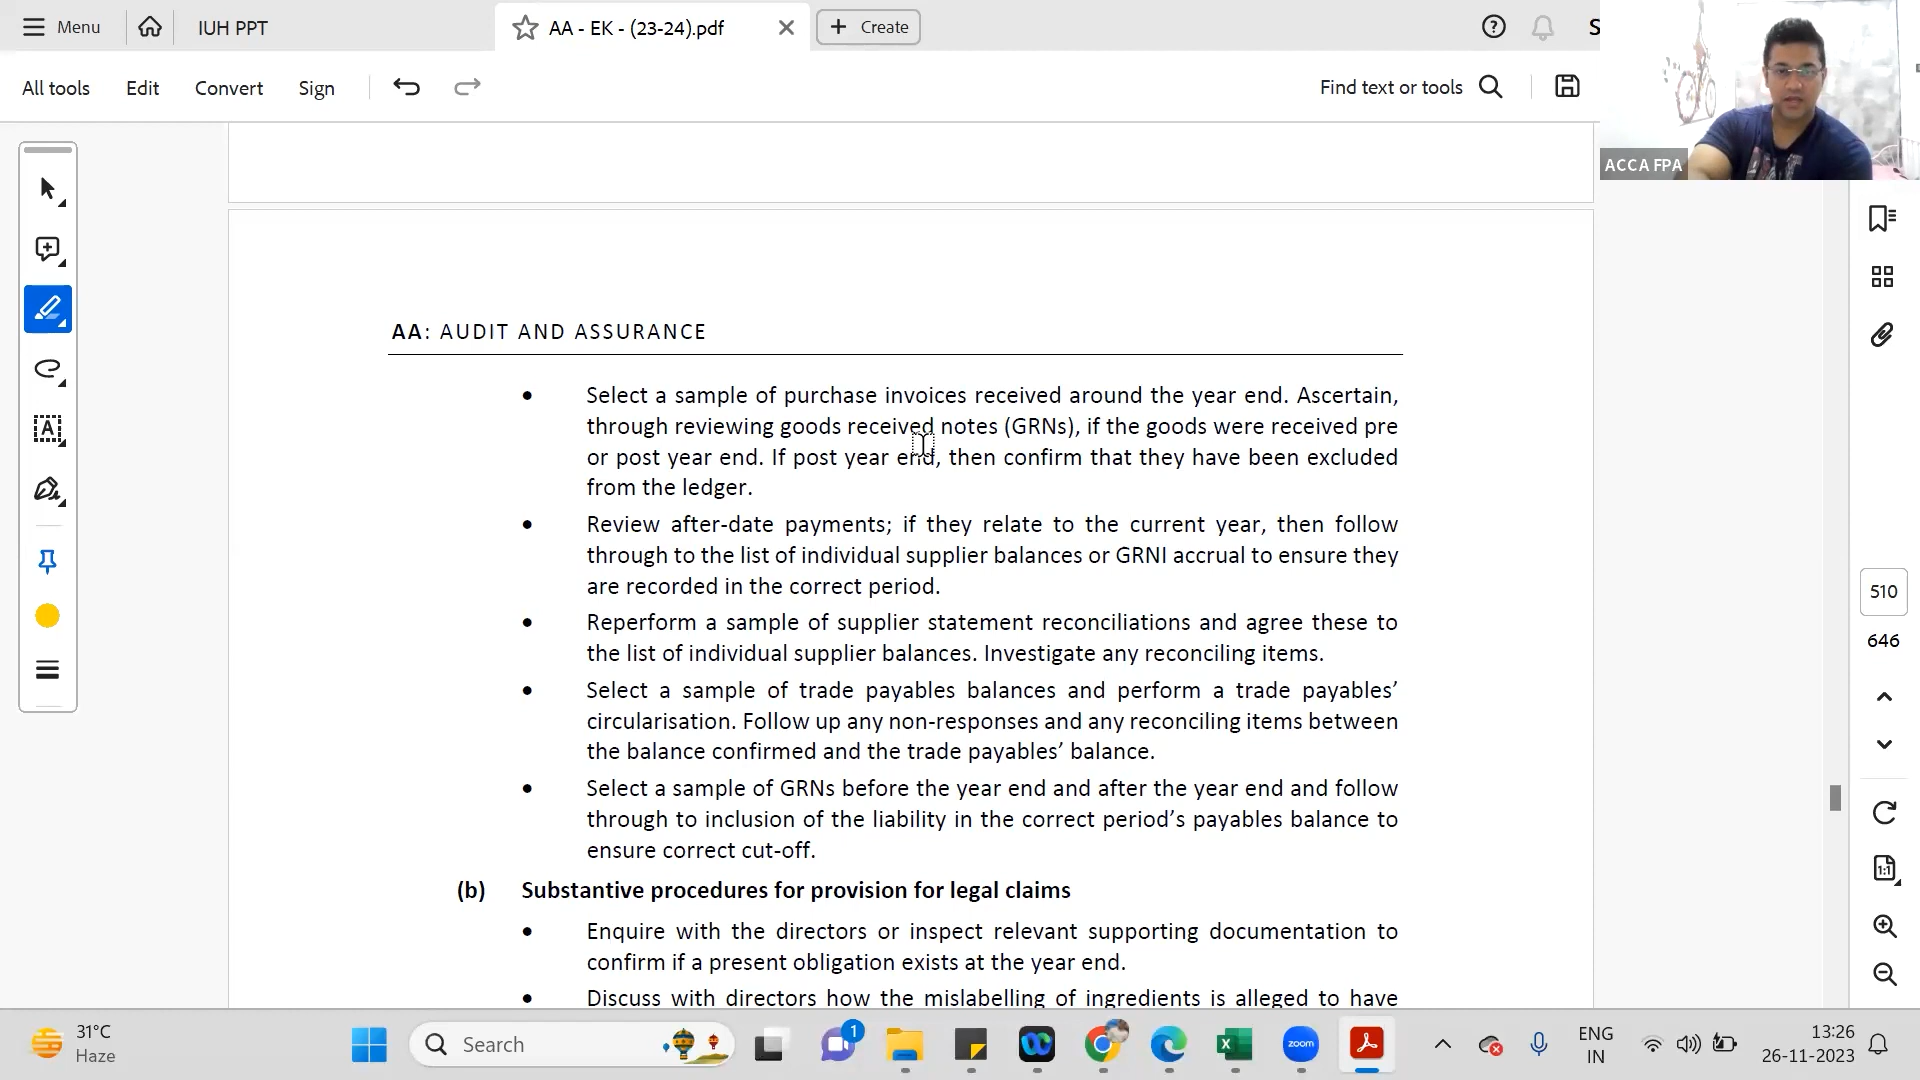 Menu
IUH PPT
AA - EK - (23-24).pdf
Create
S
All tools
Edit
Convert
Sign
Find text or tools
ACCA FPA
AA: AUDIT AND ASSURANCE
• Select a sample of purchase invoices received around the year end. Ascertain,
through reviewing goods received notes (GRNs), if the goods were received pre
or post year end. If post year end, then confirm that they have been excluded
from the ledger.
• Review after-date payments; if they relate to the current year, then follow
through to the list of individual supplier balances or GRNI accrual to ensure they
are recorded in the correct period.
• Reperform a sample of supplier statement reconciliations and agree these to
the list of individual supplier balances. Investigate any reconciling items.
• Select a sample of trade payables balances and perform a trade payables’
circularisation. Follow up any non-responses and any reconciling items between
the balance confirmed and the trade payables’ balance.
• Select a sample of GRNs before the year end and after the year end and follow
through to inclusion of the liability in the correct period’s payables balance to
ensure correct cut-off.
(b) Substantive procedures for provision for legal claims
• Enquire with the directors or inspect relevant supporting documentation to
confirm if a present obligation exists at the year end.
• Discuss with directors how the mislabelling of ingredients is alleged to have
510
646
1:1
31°C
Haze
Search
1
zoom
ENG
IN
13:26
26-11-2023